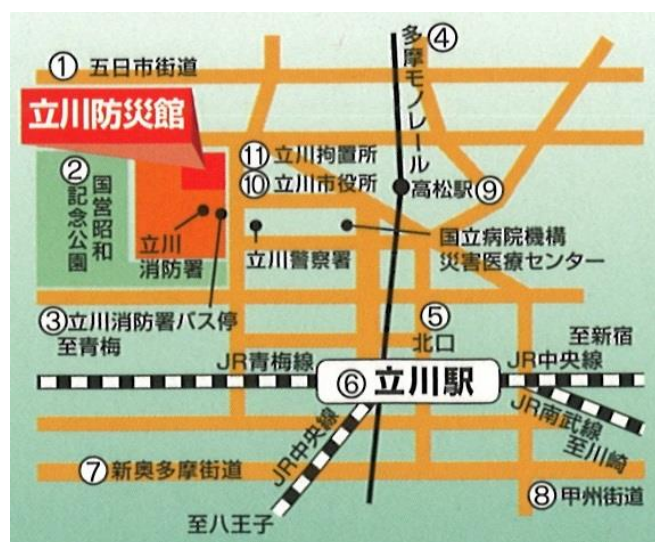 ① 五日市街道
多摩モノレール ④
立川防災館
② 国営昭和
記念公園
⑪ 立川拘置所
⑩ 立川市役所
高松駅 ⑨
立川
消防署
立川警察署
国立病院機構
災害医療センター
③ 立川消防署バス停
至青梅
⑤
北口
至新宿
JR青梅線
JR中央線
⑥ 立川駅
JR南武線
至川崎
JR中央線
⑦ 新奥多摩街道
⑧ 甲州街道
至八王子